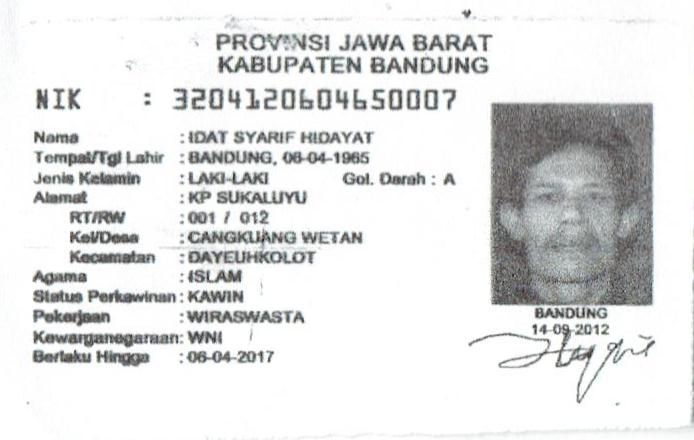 PROVINSI JAWA BARAT
KABUPATEN BANDUNG
NIK : 3204120604650007
Nama : IDAT SYARIF HIDAYAT
Tempat/Tgl Lahir : BANDUNG, 06-04-1965
Jenis Kelamin : LAKI-LAKI Gol. Darah : A
Alamat : KP SUKALUYU
RT/RW : 001 / 012
Kel/Desa : CANGKUANG WETAN
Kecamatan : DAYEUHKOLOT
Agama : ISLAM
Status Perkawinan : KAWIN
Pekerjaan : WIRASWASTA
Kewarganegaraan: WNI
Berlaku Hingga : 06-04-2017
BANDUNG
14-09-2012